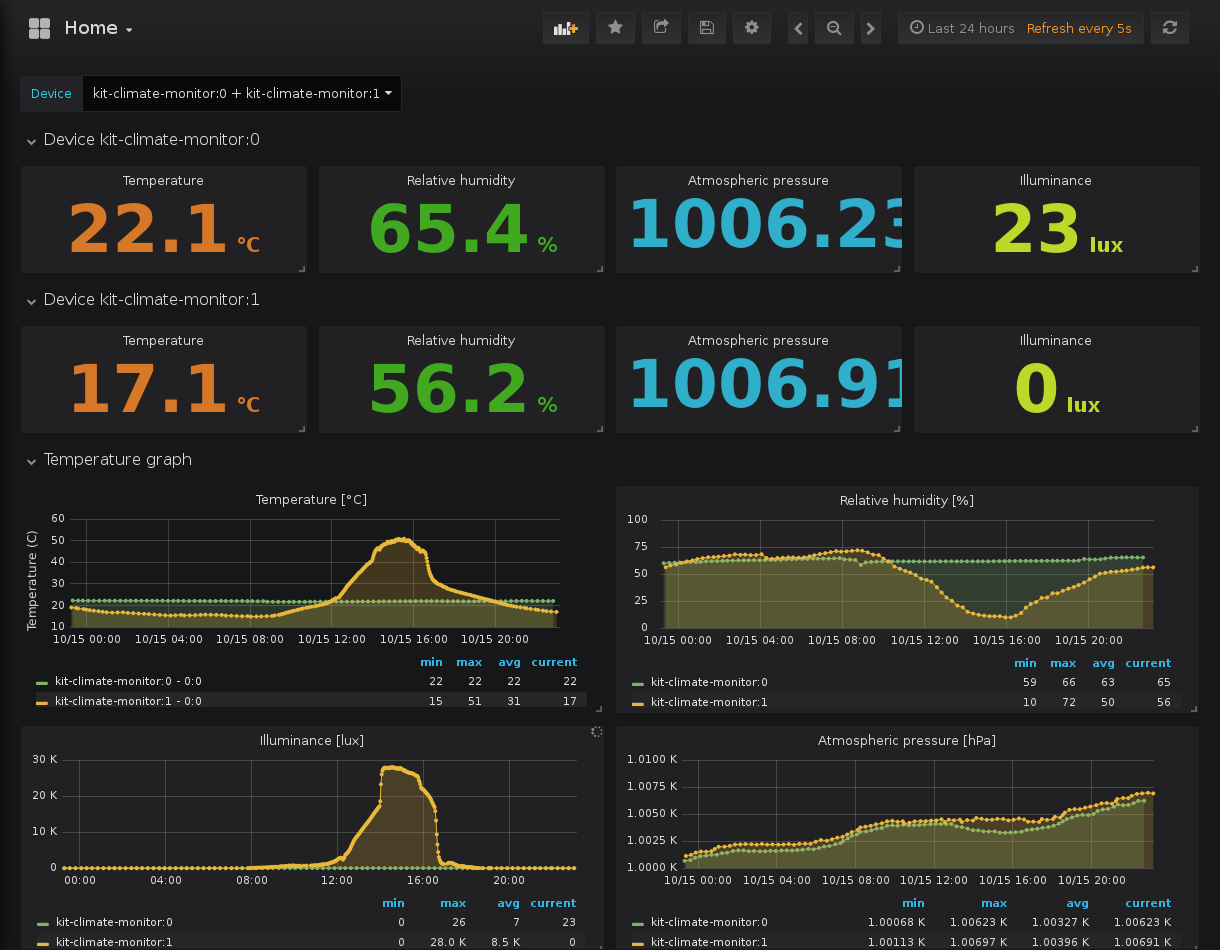 Home
Last 24 hours Refresh every 5s
Device kit-climate-monitor:0 + kit-climate-monitor:1
Device kit-climate-monitor:0
Temperature Relative humidity Atmospheric pressure Illuminance
22.1 °C 65.4 % 1006.23 23 lux
Device kit-climate-monitor:1
Temperature Relative humidity Atmospheric pressure Illuminance
17.1 °C 56.2 % 1006.91 0 lux
Temperature graph
Temperature [°C]
Temperature (C)
60
50
40
30
20
10
10/15 00:00 10/15 04:00 10/15 08:00 10/15 12:00 10/15 16:00 10/15 20:00
min max avg current
kit-climate-monitor:0 - 0:0 22 22 22 22
kit-climate-monitor:1 - 0:0 15 51 31 17
Relative humidity [%]
100
75
50
25
0
10/15 00:00 10/15 04:00 10/15 08:00 10/15 12:00 10/15 16:00 10/15 20:00
min max avg current
kit-climate-monitor:0 59 66 63 65
kit-climate-monitor:1 10 72 50 56
Illuminance [lux]
30 K
20 K
10 K
0
00:00 04:00 08:00 12:00 16:00 20:00
min max avg current
kit-climate-monitor:0 0 26 7 23
kit-climate-monitor:1 0 28.0 K 8.5 K 0
Atmospheric pressure [hPa]
1.0100 K
1.0075 K
1.0050 K
1.0025 K
1.0000 K
10/15 00:00 10/15 04:00 10/15 08:00 10/15 12:00 10/15 16:00 10/15 20:00
min max avg current
kit-climate-monitor:0 1.00068 K 1.00623 K 1.00327 K 1.00623 K
kit-climate-monitor:1 1.00113 K 1.00697 K 1.00396 K 1.00691 K